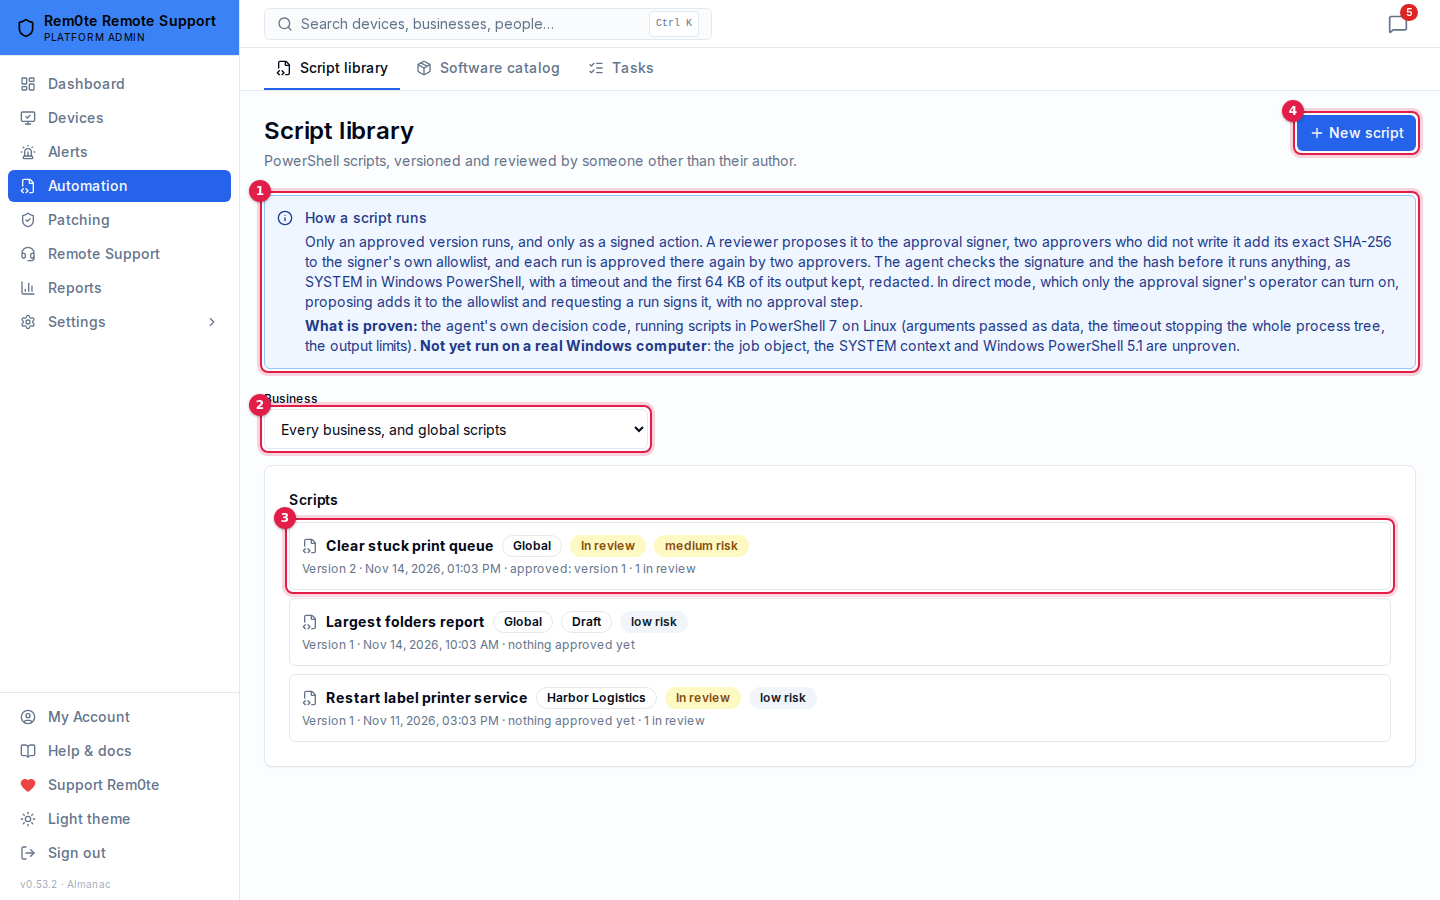 Rem0te Remote Support
PLATFORM ADMIN
Search devices, businesses, people…
Ctrl K
5
Dashboard
Devices
Alerts
Automation
Patching
Remote Support
Reports
Settings
My Account
Help & docs
Support Rem0te
Light theme
Sign out
v0.53.2 · Almanac
Script library
Software catalog
Tasks
Script library
PowerShell scripts, versioned and reviewed by someone other than their author.
4
+ New script
1
How a script runs
Only an approved version runs, and only as a signed action. A reviewer proposes it to the approval signer, two approvers who did not write it add its exact SHA-256
to the signer's own allowlist, and each run is approved there again by two approvers. The agent checks the signature and the hash before it runs anything, as
SYSTEM in Windows PowerShell, with a timeout and the first 64 KB of its output kept, redacted. In direct mode, which only the approval signer's operator can turn on,
proposing adds it to the allowlist and requesting a run signs it, with no approval step.
What is proven: the agent's own decision code, running scripts in PowerShell 7 on Linux (arguments passed as data, the timeout stopping the whole process tree,
the output limits). Not yet run on a real Windows computer: the job object, the SYSTEM context and Windows PowerShell 5.1 are unproven.
Business
2
Every business, and global scripts
Scripts
3
Clear stuck print queue Global In review medium risk
Version 2 · Nov 14, 2026, 01:03 PM · approved: version 1 · 1 in review
Largest folders report Global Draft low risk
Version 1 · Nov 14, 2026, 10:03 AM · nothing approved yet
Restart label printer service Harbor Logistics In review low risk
Version 1 · Nov 11, 2026, 03:03 PM · nothing approved yet · 1 in review